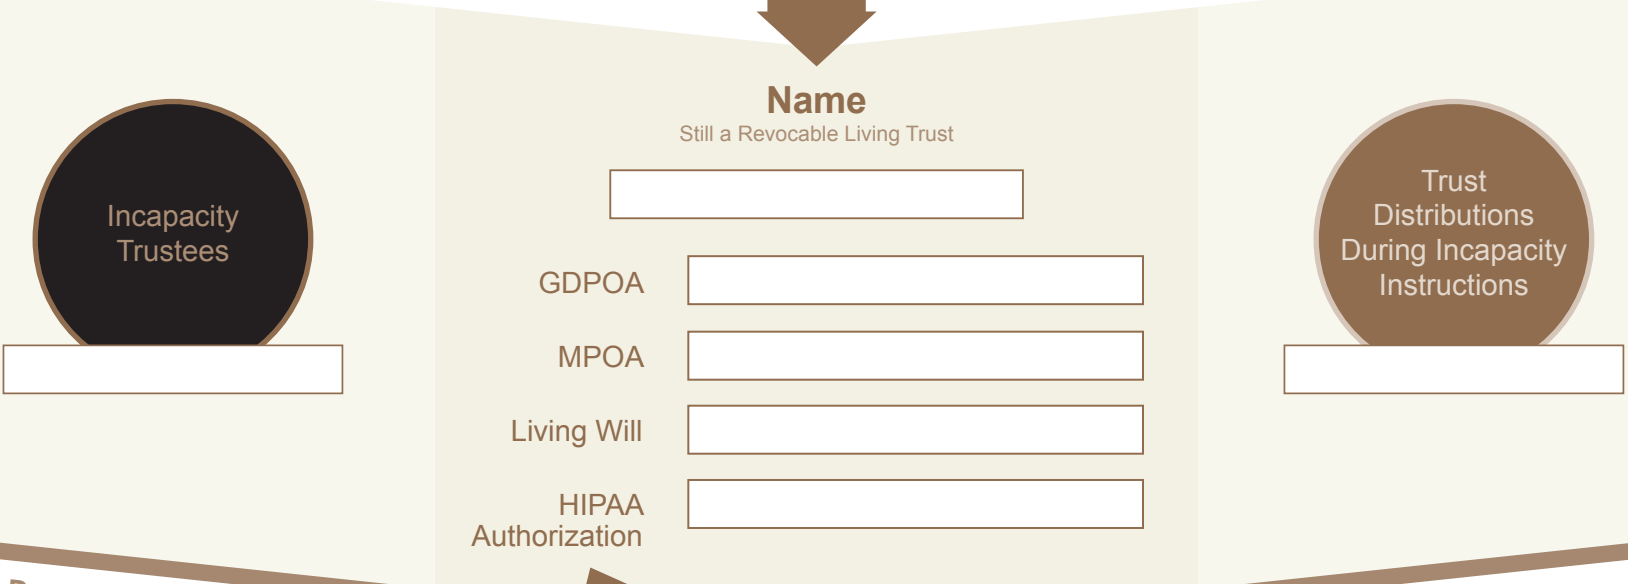 Name
Still a Revocable Living Trust
Incapacity
Trustees
GDPOA
MPOA
Living Will
HIPAA
Authorization
Trust
Distributions
During Incapacity
Instructions